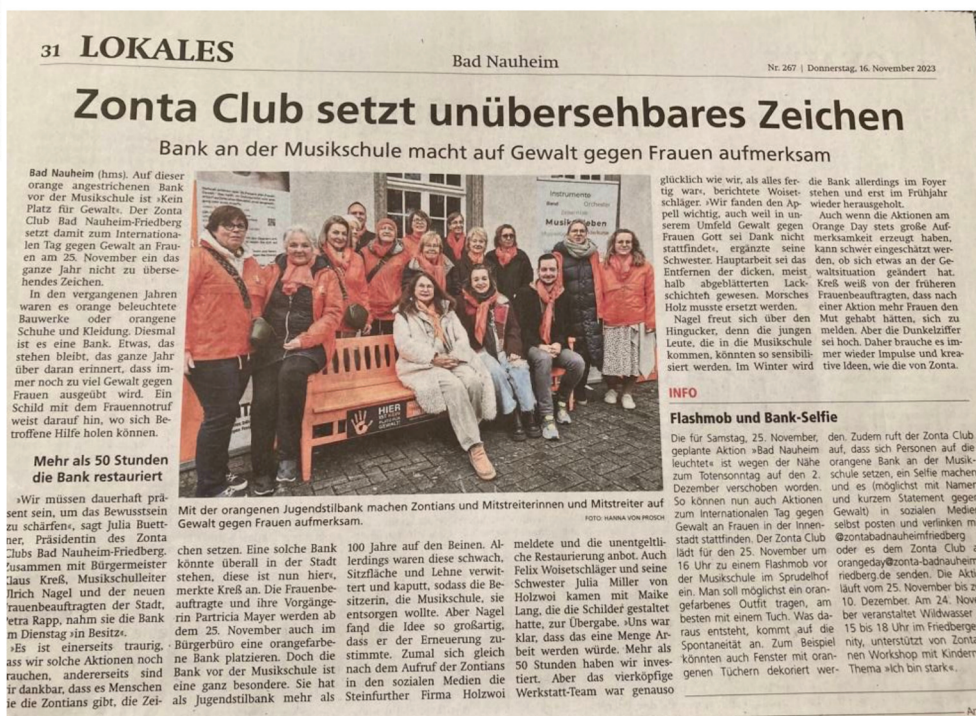 31 LOKALES
Bad Nauheim
Nr. 267 | Donnerstag, 16. November 2023
Zonta Club setzt unübersehbares Zeichen
Bank an der Musikschule macht auf Gewalt gegen Frauen aufmerksam
Bad Nauheim (hms). Auf dieser
orange angestrichenen Bank
vor der Musikschule ist »Kein
Platz für Gewalt«. Der Zonta
Club Bad Nauheim-Friedberg
setzt damit zum Internationa-
len Tag gegen Gewalt an Frau-
en am 25. November ein das
ganze Jahr nicht zu überse-
hendes Zeichen.
In den vergangenen Jahren
waren es orange beleuchtete
Bauwerke oder orangene
Schuhe und Kleidung. Diesmal
ist es eine Bank. Etwas, das
stehen bleibt, das ganze Jahr
über daran erinnert, dass im-
mer noch zu viel Gewalt gegen
Frauen ausgeübt wird. Ein
Schild mit dem Frauennotruf
weist darauf hin, wo sich Be-
troffene Hilfe holen können.
Mehr als 50 Stunden
die Bank restauriert
»Wir müssen dauerhaft prä-
sent sein, um das Bewusstsein
zu schärfen«, sagt Julia Buett-
ner, Präsidentin des Zonta
Clubs Bad Nauheim-Friedberg.
Zusammen mit Bürgermeister
Klaus Kreß, Musikschulleiter
Ulrich Nagel und der neuen
rauenbeauftragten der Stadt,
etra Rapp, nahm sie die Bank
m Dienstag »in Besitz«.
»Es ist einerseits traurig,
ass wir solche Aktionen noch
rauchen, andererseits sind
ir dankbar, dass es Menschen
ie die Zontians gibt, die Zei-
Instrumente
Band Orchester
Musik leben
HIER
IST KEIN
PLATZ FÜR
GEWALT!
Mit der orangenen Jugendstilbank machen Zontians und Mitstreiterinnen und Mitstreiter auf
Gewalt gegen Frauen aufmerksam.
FOTO: HANNA VON PROSCH
chen setzen. Eine solche Bank
könnte überall in der Stadt
stehen, diese ist nun hier«,
merkte Kreß an. Die Frauenbe-
auftragte und ihre Vorgänge-
rin Partricia Mayer werden ab
dem 25. November auch im
Bürgerbüro eine orangefarbe-
ne Bank platzieren. Doch die
Bank vor der Musikschule ist
eine ganz besondere. Sie hat
als Jugendstilbank mehr als
100 Jahre auf den Beinen. Al-
lerdings waren diese schwach,
Sitzfläche und Lehne verwit-
tert und kaputt, sodass die Be-
sitzerin, die Musikschule, sie
entsorgen wollte. Aber Nagel
fand die Idee so großartig,
dass er der Erneuerung zu-
stimmte. Zumal sich gleich
nach dem Aufruf der Zontians
in den sozialen Medien die
Steinfurther Firma Holzwoi
meldete und die unentgeltli-
che Restaurierung anbot. Auch
Felix Woisetschläger und seine
Schwester Julia Miller von
Holzwoi kamen mit Maike
Lang, die die Schilder gestaltet
hatte, zur Übergabe. »Uns war
klar, dass das eine Menge Ar-
beit werden würde. Mehr als
50 Stunden haben wir inves-
tiert. Aber das vierköpfige
Werkstatt-Team war genauso
glücklich wie wir, als alles fer-
tig war«, berichtete Woiset-
schläger. »Wir fanden den Ap-
pell wichtig, auch weil in un-
serem Umfeld Gewalt gegen
Frauen Gott sei Dank nicht
stattfindet«, ergänzte seine
Schwester. Hauptarbeit sei das
Entfernen der dicken, meist
halb abgeblätterten Lack-
schichten gewesen. Morsches
Holz musste ersetzt werden.
Nagel freut sich über den
Hingucker, denn die jungen
Leute, die in die Musikschule
kommen, könnten so sensibili-
siert werden. Im Winter wird
die Bank allerdings im Foyer
stehen und erst im Frühjahr
wieder herausgeholt.
Auch wenn die Aktionen am
Orange Day stets große Auf-
merksamkeit erzeugt haben,
kann schwer eingeschätzt wer-
den, ob sich etwas an der Ge-
waltsituation geändert hat.
Kreß weiß von der früheren
Frauenbeauftragten, dass nach
einer Aktion mehr Frauen den
Mut gehabt hätten, sich zu
melden. Aber die Dunkelziffer
sei hoch. Daher brauche es im-
mer wieder Impulse und krea-
tive Ideen, wie die von Zonta.
INFO
Flashmob und Bank-Selfie
Die für Samstag, 25. November,
geplante Aktion »Bad Nauheim
leuchtet« ist wegen der Nähe
zum Totensonntag auf den 2.
Dezember verschoben worden.
So können nun auch Aktionen
zum Internationalen Tag gegen
Gewalt an Frauen in der Innen-
stadt stattfinden. Der Zonta Club
lädt für den 25. November um
16 Uhr zu einem Flashmob vor
der Musikschule im Sprudelhof
ein. Man soll möglichst ein oran-
gefarbenes Outfit tragen, am
besten mit einem Tuch. Was da-
raus entsteht, kommt auf die
Spontaneität an. Zum Beispiel
könnten auch Fenster mit oran-
genen Tüchern dekoriert wer-
den. Zudem ruft der Zonta Club
auf, dass sich Personen auf die
orangene Bank an der Musik-
schule setzen, ein Selfie machen
und es (möglichst mit Namen
und kurzem Statement gegen
Gewalt) in sozialen Medien
selbst posten und verlinken m
@zontabadnauheimfriedberg
oder es dem Zonta Club a
orangeday@zonta-badnauheim
riedberg.de senden. Die Akti
läuft vom 25. November bis z
10. Dezember. Am 24. Nov
ber veranstaltet Wildwasser
15 bis 18 Uhr im Friedberge
nity, unterstützt von Zonta
nen Workshop mit Kindern
Thema »Ich bin stark«.